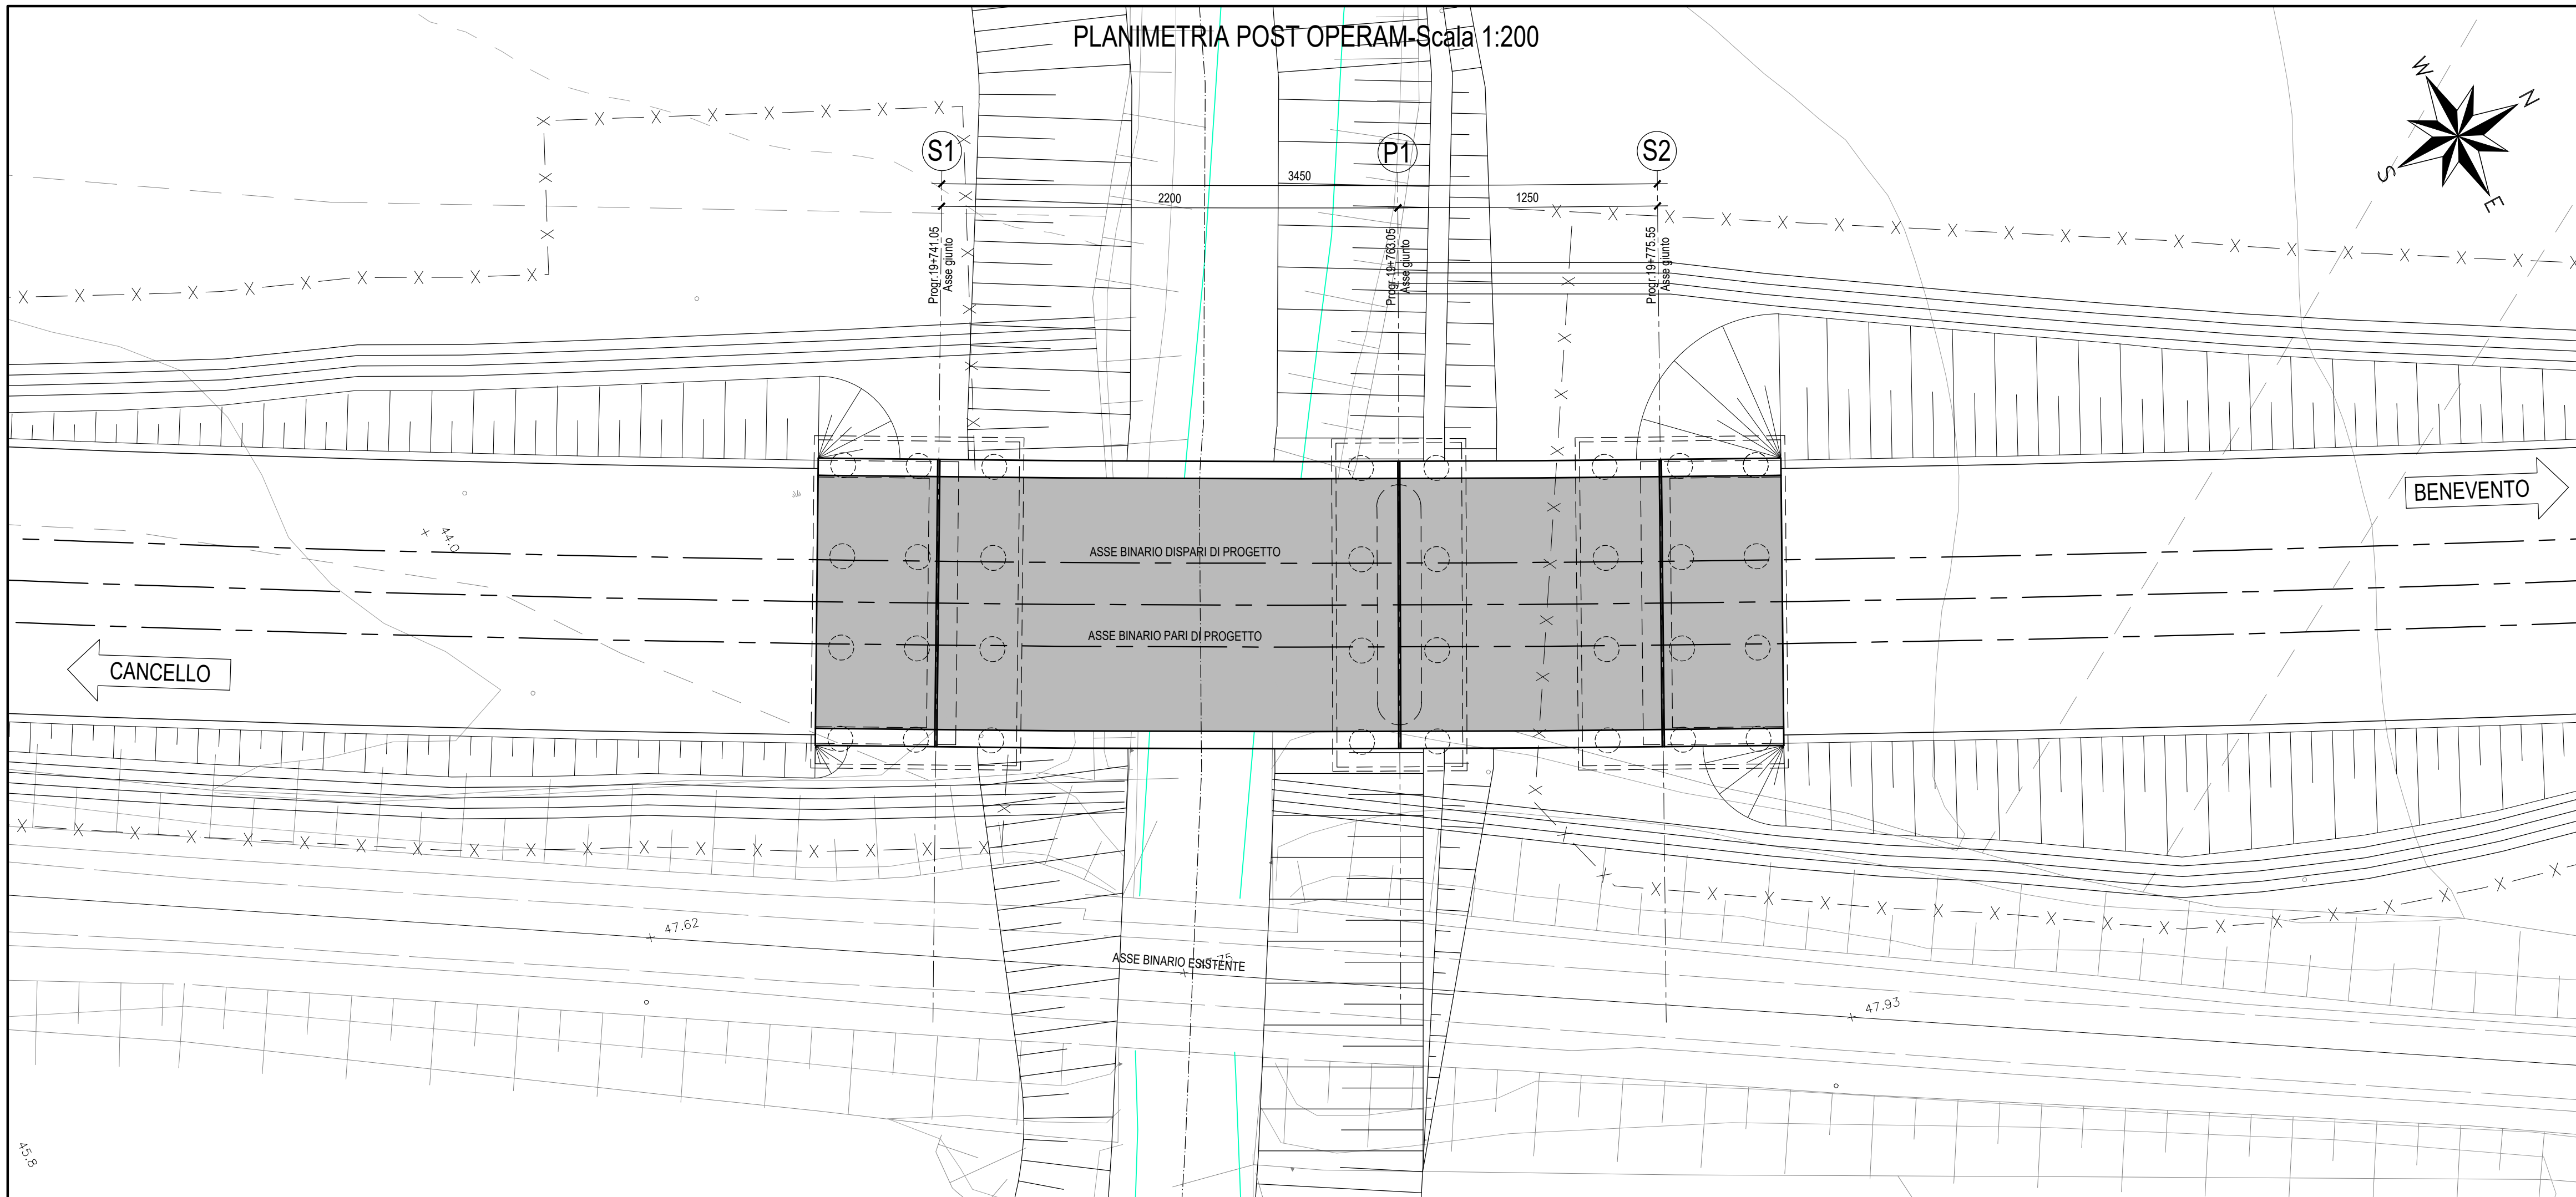 PLANIMETRIA POST OPERAM-Scala 1:200
W
N
S
E
S1
P1
S2
3450
2200
1250
Progr.19+741.05
Asse giunto
Progr.19+763.05
Asse giunto
Progr.19+775.55
Asse giunto
BENEVENTO
44.0
ASSE BINARIO DISPARI DI PROGETTO
ASSE BINARIO PARI DI PROGETTO
CANCELLO
47.62
ASSE BINARIO ESISTENTE
47.93
45.8